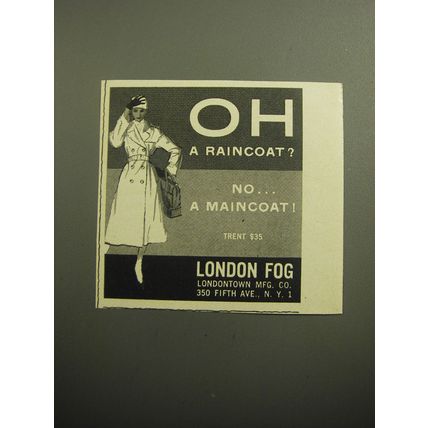 OH
A RAINCOAT?
NO...
A MAINCOAT!
TRENT $35
LONDON FOG
LONDONTOWN MFG. CO.
350 FIFTH AVE., N. Y. 1